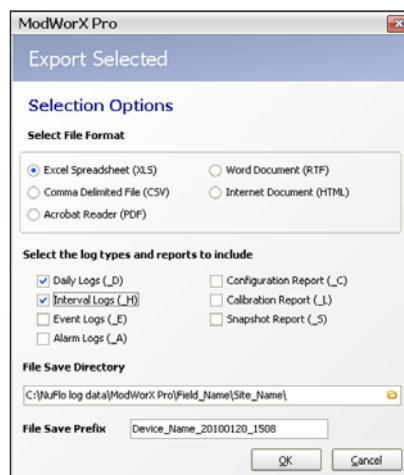 ModWorX Pro
Export Selected
Selection Options
Select File Format
Excel Spreadsheet (XLS) Word Document (RTF)
Comma Delimited File (CSV) Internet Document (HTML)
Acrobat Reader (PDF)
Select the log types and reports to include
Daily Logs (_D) Configuration Report (_C)
Interval Logs (_H) Calibration Report (_L)
Event Logs (_E) Snapshot Report (_S)
Alarm Logs (_A)
File Save Directory
C:\NuFlo log data\ModWorX Pro\Field_Name\Site_Name\
File Save Prefix Device_Name_20100120_1508
OK Cancel